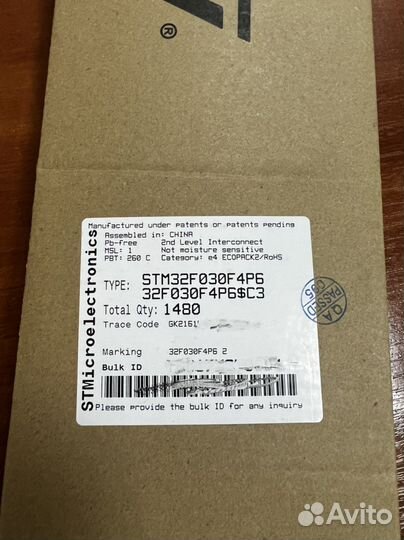 ®
STMicroelectronics
Manufactured under patents or patents pending
Assembled in: CHINA
Pb-free 2nd Level Interconnect
MSL: 1 Not moisture sensitive
PBT: 260 C Category: e4 ECOPACK2/RoHS
TYPE: STM32F030F4P6
32F030F4P6$C3
Total Qty: 1480
Trace Code GK2161
Marking 32F030F4P6 2
Bulk ID
Please provide the bulk ID for any inquiry
Q.A
PASSED
095
Avito